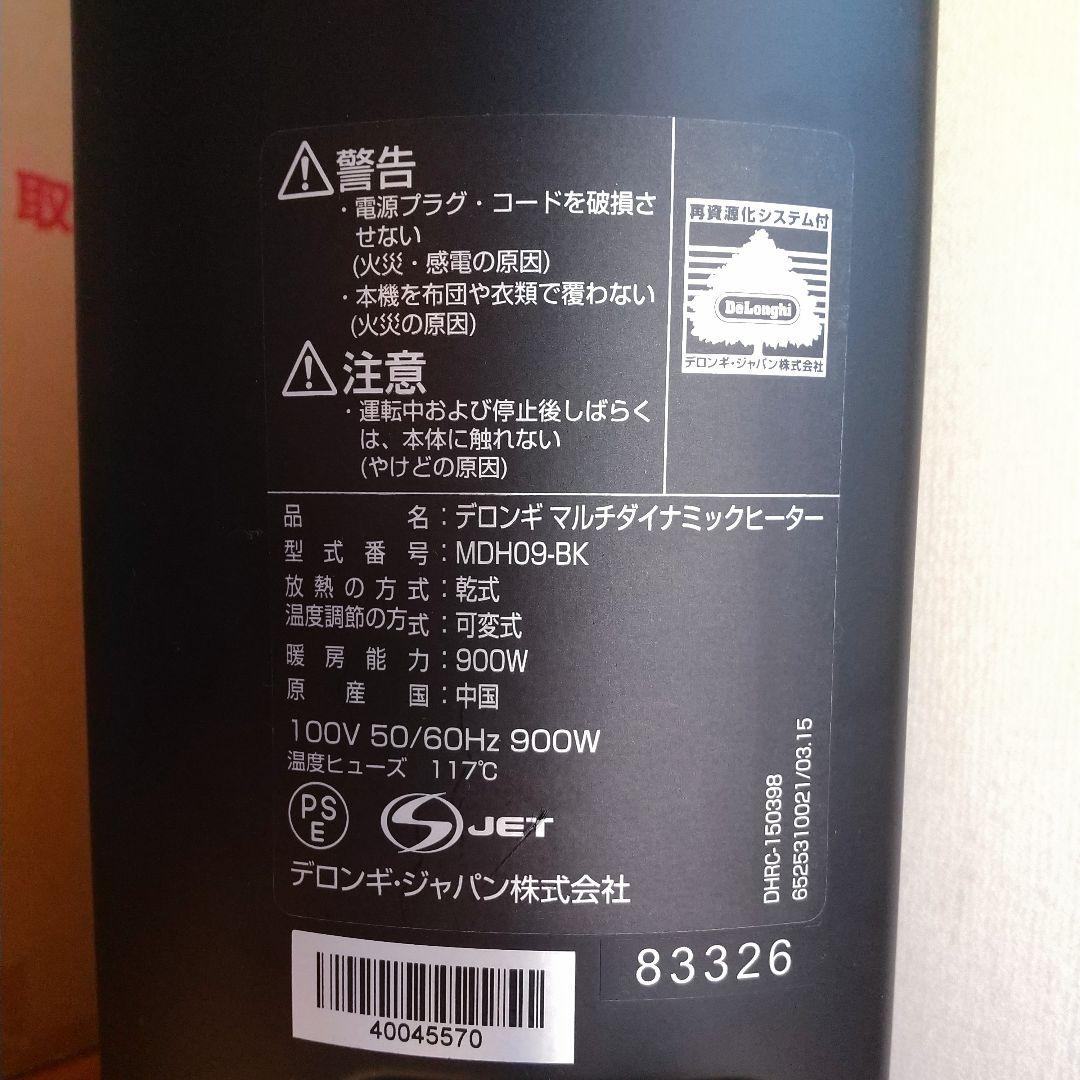 取
警告
・電源プラグ・コードを破損さ
せない
(火災・感電の原因)
・本機を布団や衣類で覆わない
(火災の原因)
注意
・運転中および停止後しばらく
は、本体に触れない
(やけどの原因)
再資源化システム付
DeLonghi
デロンギ・ジャパン株式会社
品名：デロンギ マルチダイナミックヒーター
型式番号：MDH09-BK
放熱の方式：乾式
温度調節の方式：可変式
暖房能力：900W
原産国：中国
100V 50/60Hz 900W
温度ヒューズ 117℃
PSE
S JET
デロンギ・ジャパン株式会社
DHRC-150398
6525310021/03.15
40045570
83326